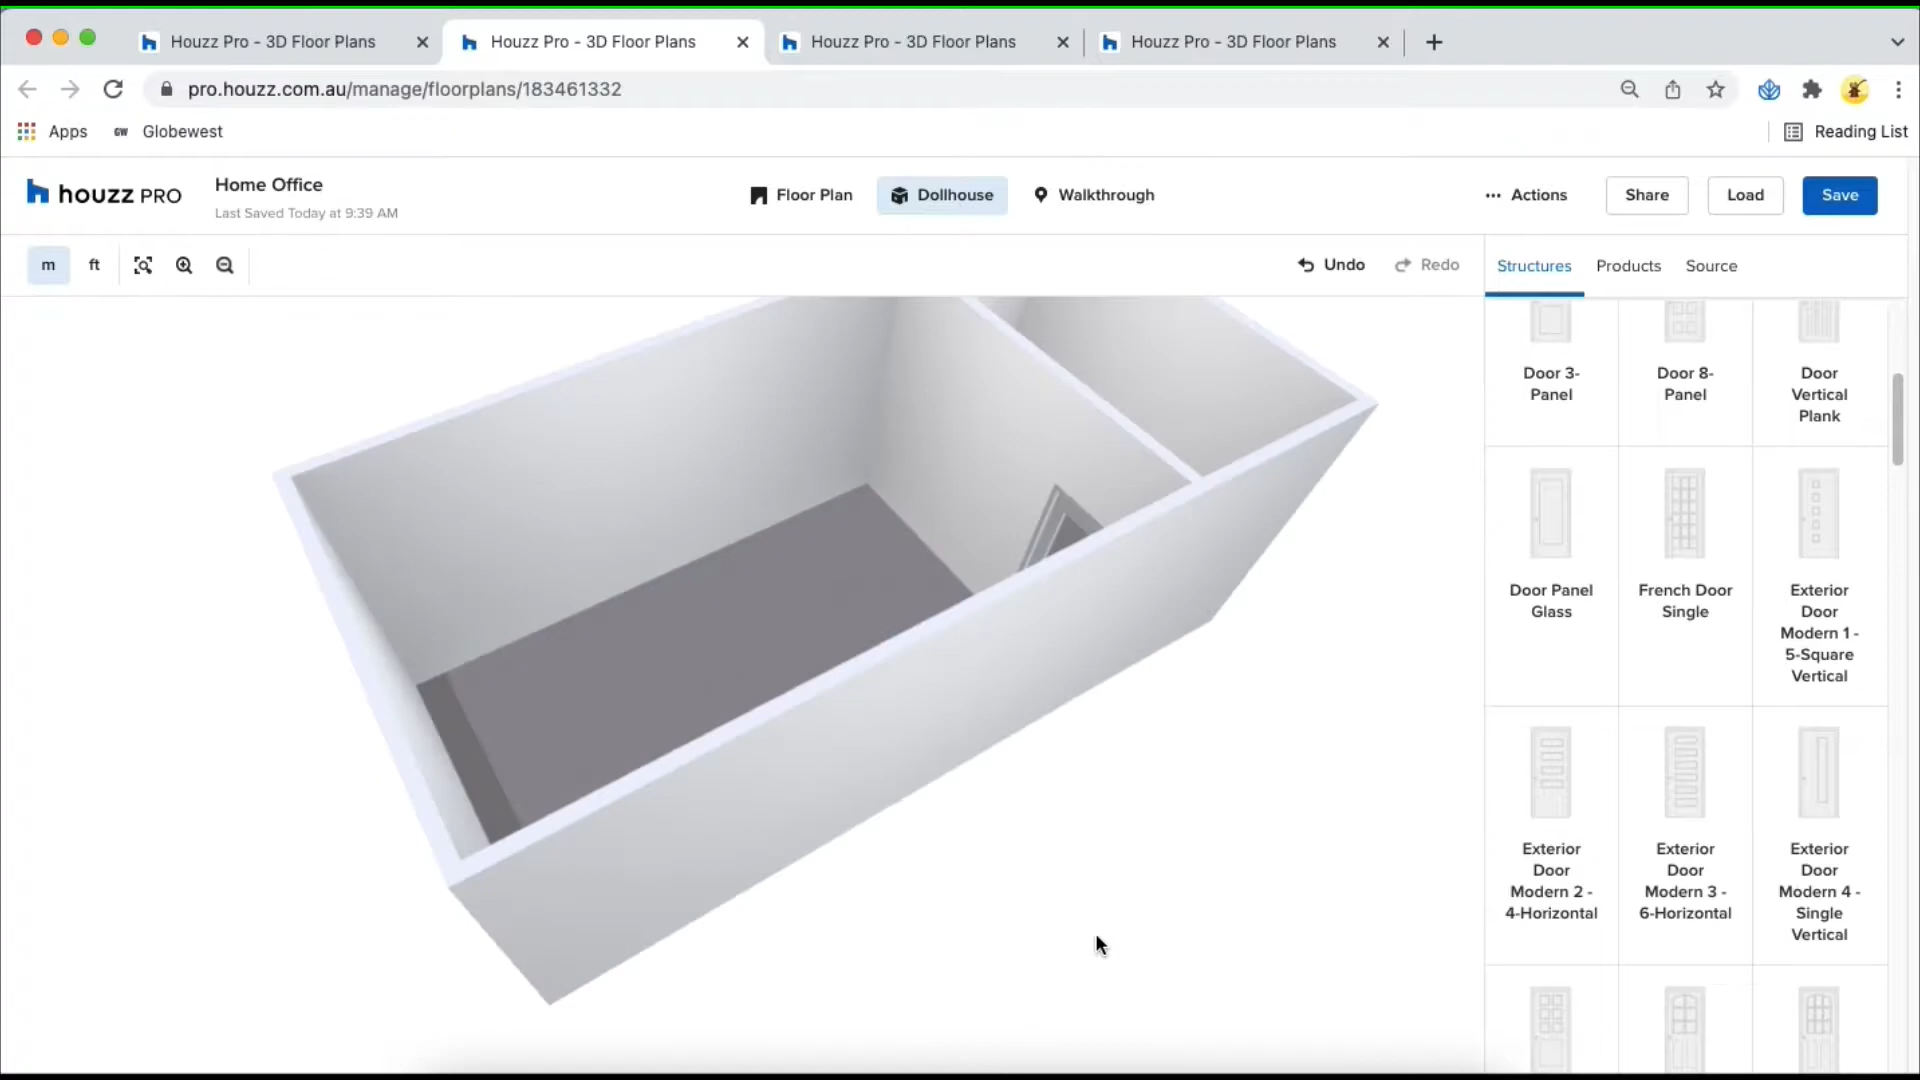 Houzz Pro - 3D Floor Plans
Houzz Pro - 3D Floor Plans
Houzz Pro - 3D Floor Plans
Houzz Pro - 3D Floor Plans
pro.houzz.com.au/manage/floorplans/183461332
Apps
GW Globewest
Reading List
houzz PRO
Home Office
Last Saved Today at 9:39 AM
Floor Plan
Dollhouse
Walkthrough
Actions
Share
Load
Save
m
ft
Undo
Redo
Structures
Products
Source
Door 3-
Panel
Door 8-
Panel
Door
Vertical
Plank
Door Panel
Glass
French Door
Single
Exterior
Door
Modern 1 -
5-Square
Vertical
Exterior
Door
Modern 2 -
4-Horizontal
Exterior
Door
Modern 3 -
6-Horizontal
Exterior
Door
Modern 4 -
Single
Vertical